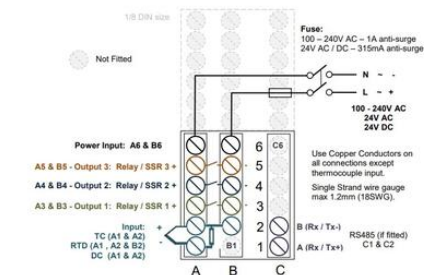 1/8 DIN size
Fuse:
100 – 240V AC – 1A anti-surge
24V AC / DC – 315mA anti-surge
Not Fitted
N ~ -
L ~ +
100 - 240V AC
24V AC
24V DC
Power Input: A6 & B6
6 C6
A5 & B5 - Output 3: Relay / SSR 3 +
- 5
A4 & B4 - Output 2: Relay / SSR 2 +
- 4
A3 & B3 - Output 1: Relay / SSR 1 +
- 3
Use Copper Conductors on
all connections except
thermocouple input.
Single Strand wire gauge
max 1.2mm (18SWG).
Input: +
TC (A1 & A2)
RTD (A1 , A2 & B2)
DC (A1 & A2) -
2
B1 1
B (Rx / Tx-)
A (Rx / Tx+)
RS485 (if fitted)
C1 & C2
A B C